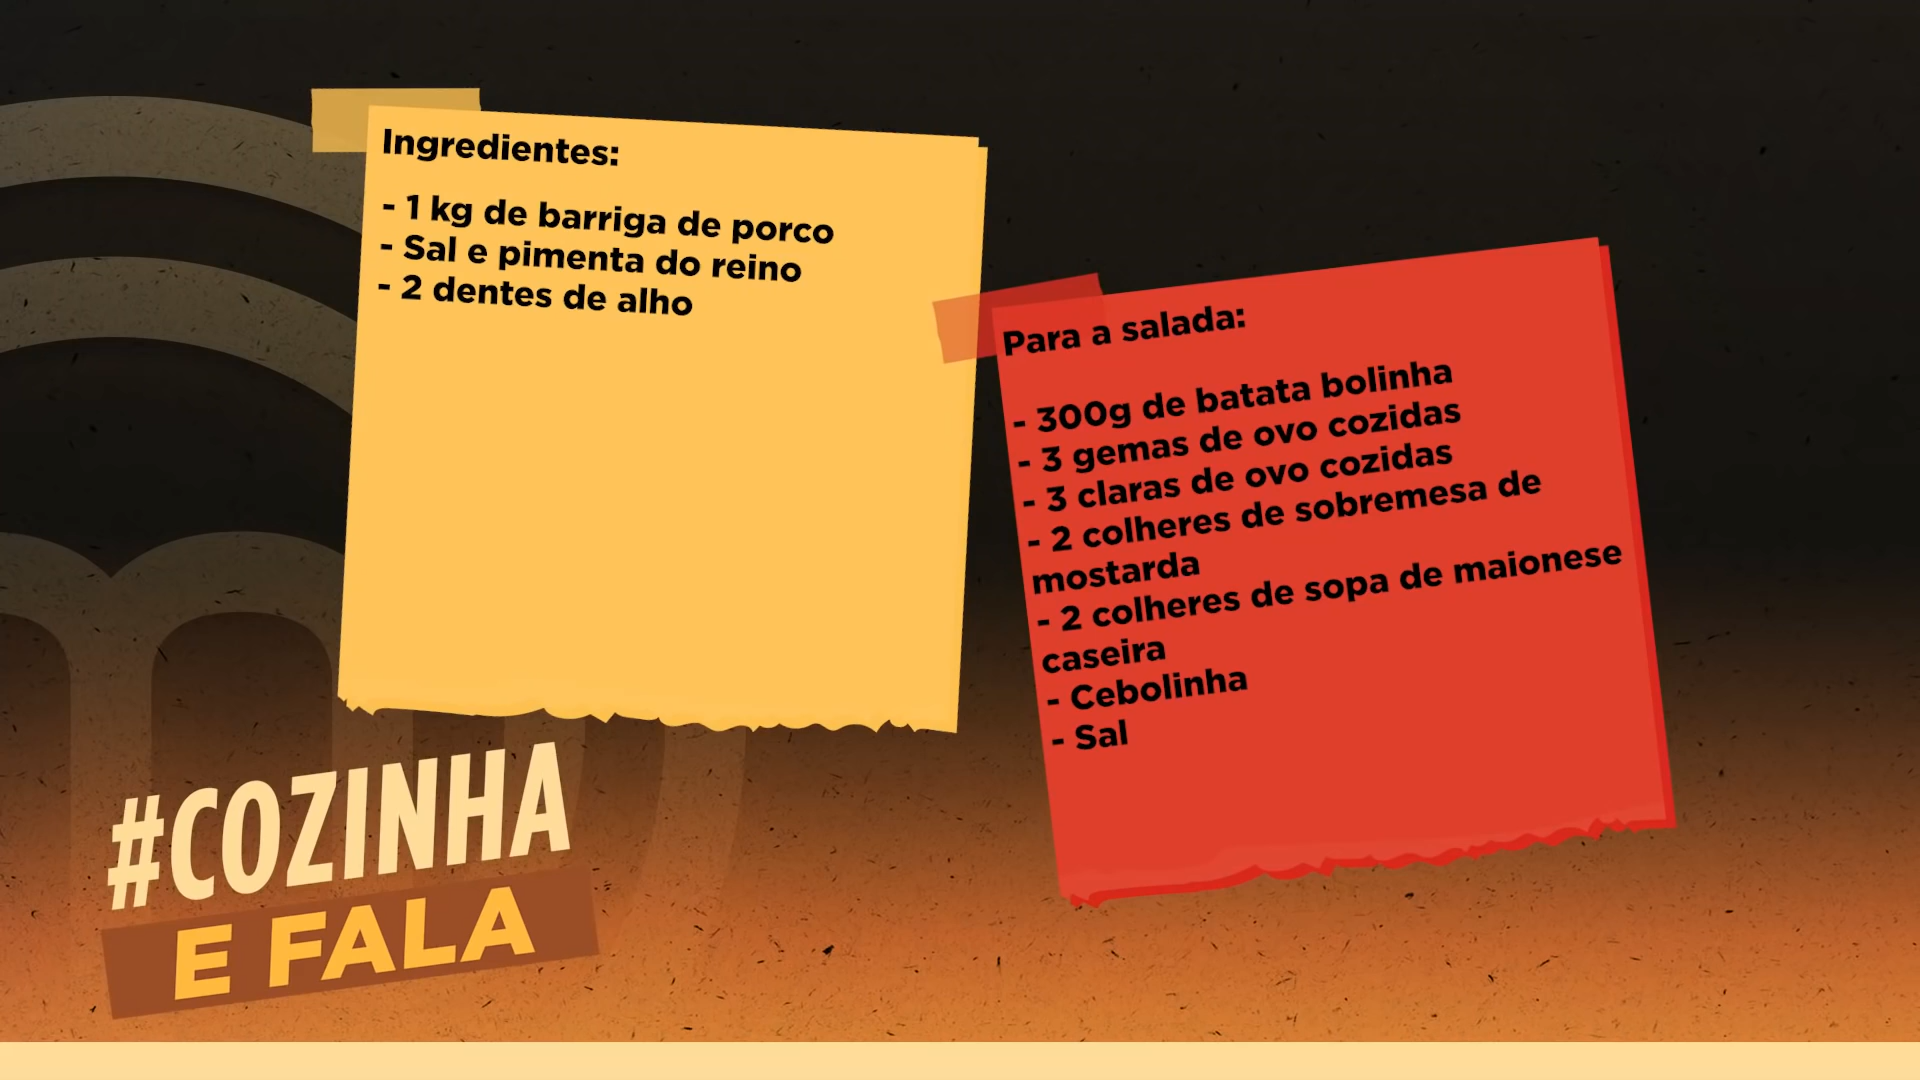 Ingredientes:
- 1 kg de barriga de porco
- Sal e pimenta do reino
- 2 dentes de alho
Para a salada:
- 300g de batata bolinha
- 3 gemas de ovo cozidas
- 3 claras de ovo cozidas
- 2 colheres de sobremesa de
mostarda
- 2 colheres de sopa de maionese
caseira
- Cebolinha
- Sal
#COZINHA
E FALA